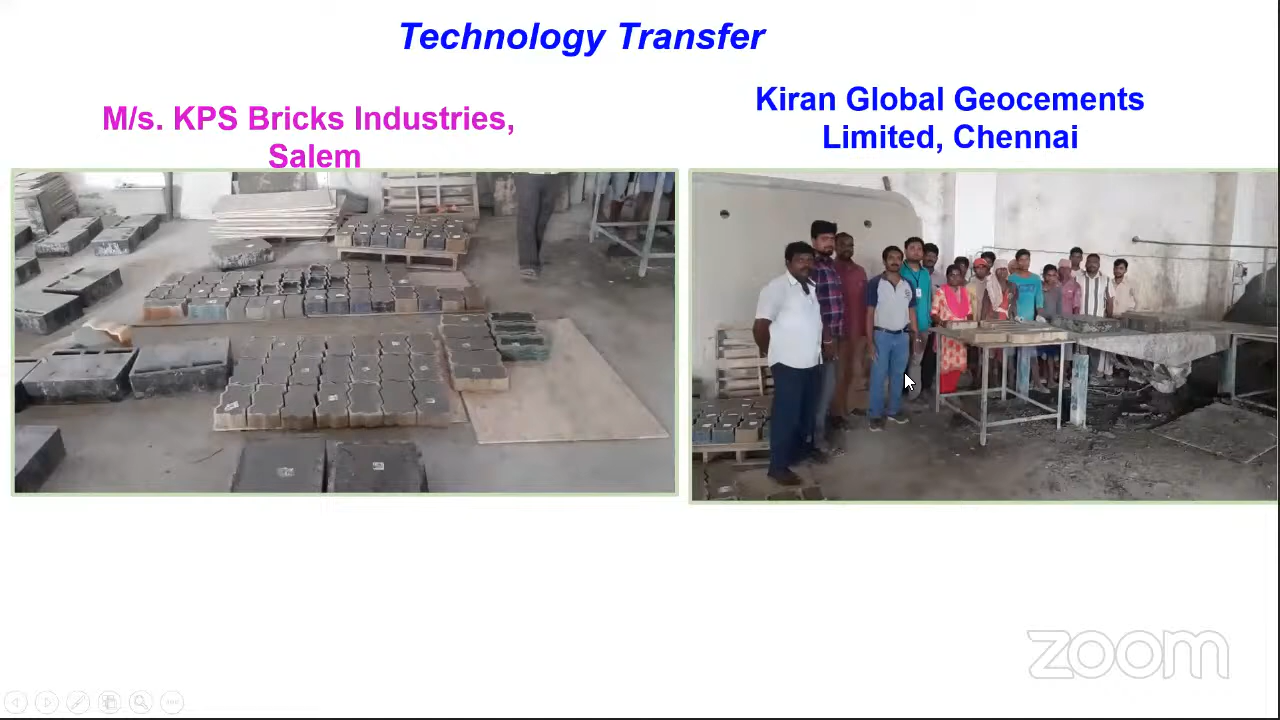 Technology Transfer
M/s. KPS Bricks Industries,
Salem
Kiran Global Geocements
Limited, Chennai
zoom